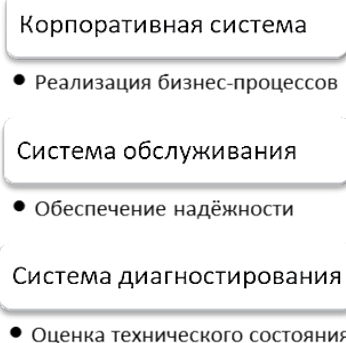 Корпоративная система
• Реализация бизнес-процессов
Система обслуживания
• Обеспечение надёжности
Система диагностирования
• Оценка технического состояния